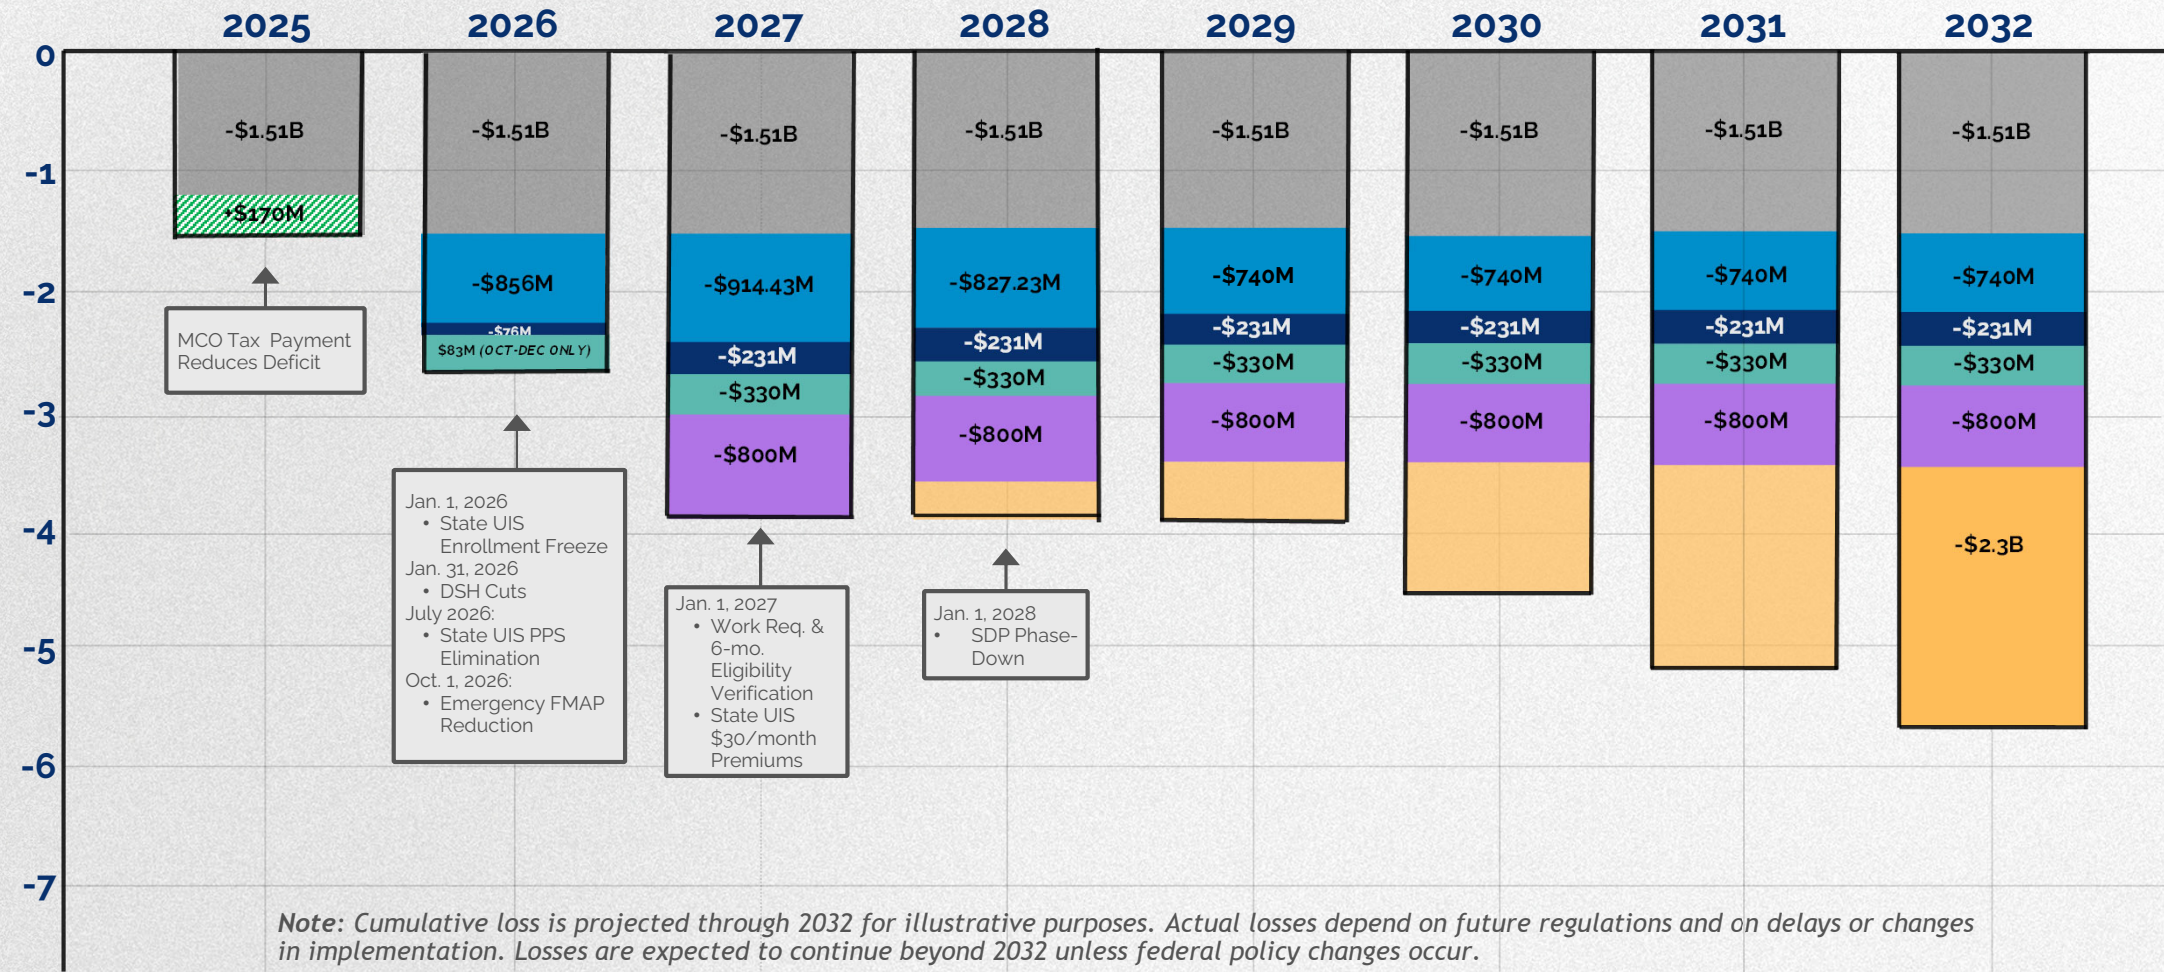 2025 2026 2027 2028 2029 2030 2031 2032
0
-1
-2
-3
-4
-5
-6
-7
-$1.51B
+$170M
MCO Tax Payment
Reduces Deficit
-$1.51B
-$856M
-$76M
$83M (OCT-DEC ONLY)
Jan. 1, 2026
• State UIS
Enrollment Freeze
Jan. 31, 2026
• DSH Cuts
July 2026:
• State UIS PPS
Elimination
Oct. 1, 2026:
• Emergency FMAP
Reduction
-$1.51B
-$914.43M
-$231M
-$330M
-$800M
Jan. 1, 2027
• Work Req. &
6-mo.
Eligibility
Verification
• State UIS
$30/month
Premiums
-$1.51B
-$827.23M
-$231M
-$330M
-$800M
Jan. 1, 2028
• SDP Phase-
Down
-$1.51B
-$740M
-$231M
-$330M
-$800M
-$1.51B
-$740M
-$231M
-$330M
-$800M
-$1.51B
-$740M
-$231M
-$330M
-$800M
-$1.51B
-$740M
-$231M
-$330M
-$800M
-$2.3B
Note: Cumulative loss is projected through 2032 for illustrative purposes. Actual losses depend on future regulations and on delays or changes
in implementation. Losses are expected to continue beyond 2032 unless federal policy changes occur.